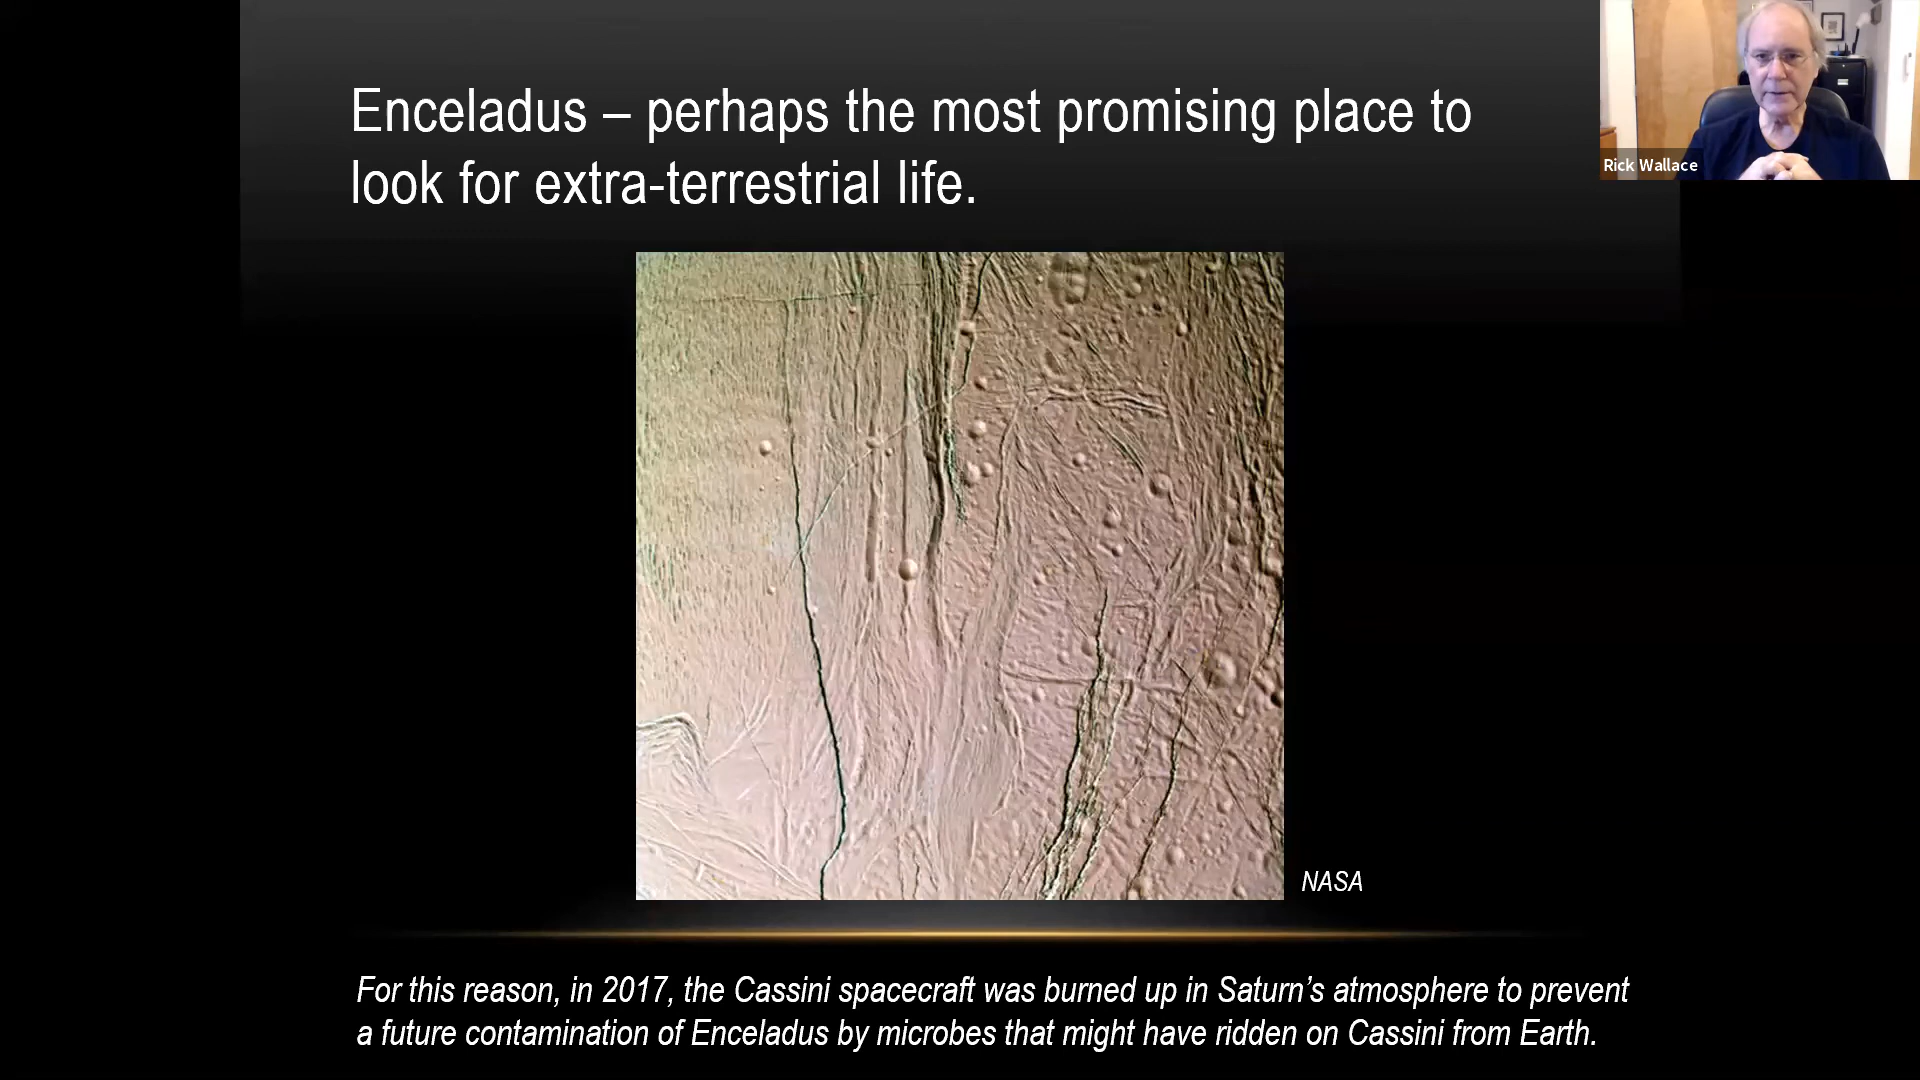 Enceladus – perhaps the most promising place to
look for extra-terrestrial life.
Rick Wallace
NASA
For this reason, in 2017, the Cassini spacecraft was burned up in Saturn’s atmosphere to prevent
a future contamination of Enceladus by microbes that might have ridden on Cassini from Earth.